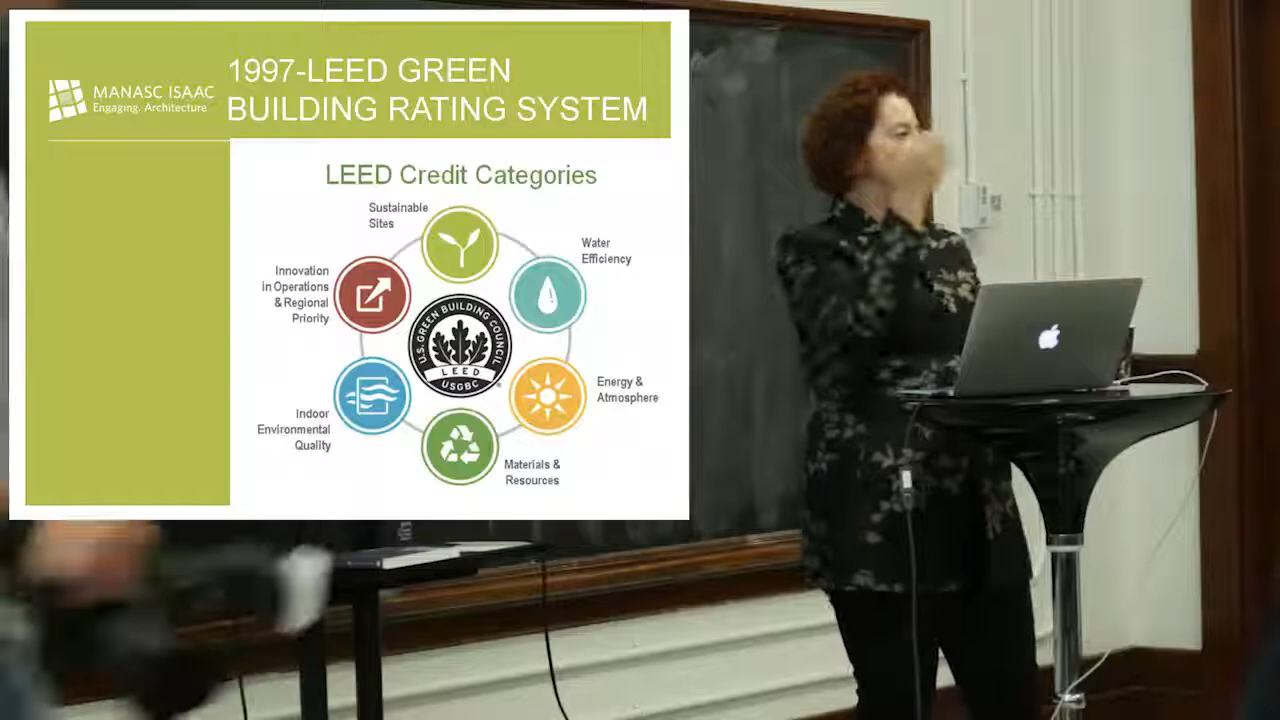 1997-LEED GREEN
BUILDING RATING SYSTEM
MANASC ISAAC
Engaging. Architecture.
LEED Credit Categories
Sustainable
Sites
Water
Efficiency
Innovation
in Operations
& Regional
Priority
U.S. GREEN BUILDING COUNCIL
LEED
USGBC
Energy &
Atmosphere
Indoor
Environmental
Quality
Materials &
Resources